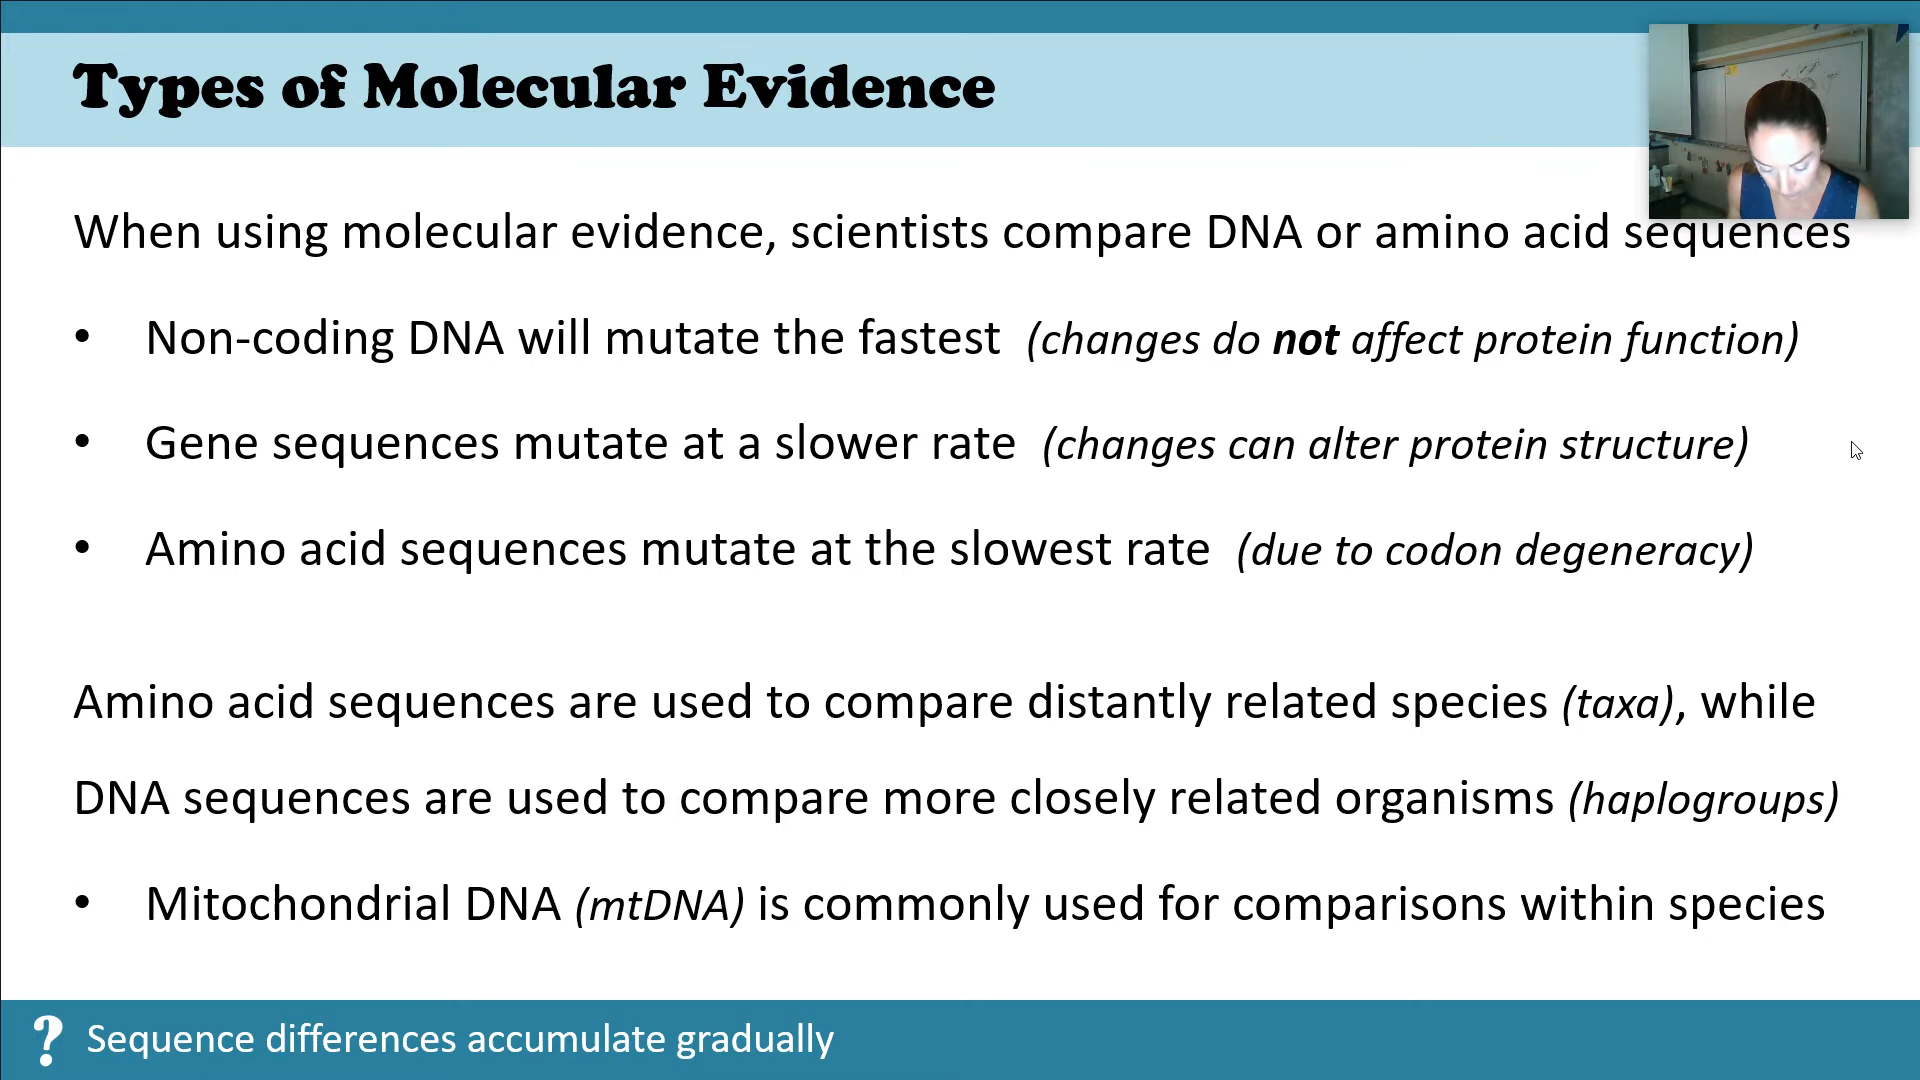 Types of Molecular Evidence
When using molecular evidence, scientists compare DNA or amino acid sequences
• Non-coding DNA will mutate the fastest (changes do not affect protein function)
• Gene sequences mutate at a slower rate (changes can alter protein structure)
• Amino acid sequences mutate at the slowest rate (due to codon degeneracy)
Amino acid sequences are used to compare distantly related species (taxa), while
DNA sequences are used to compare more closely related organisms (haplogroups)
• Mitochondrial DNA (mtDNA) is commonly used for comparisons within species
? Sequence differences accumulate gradually